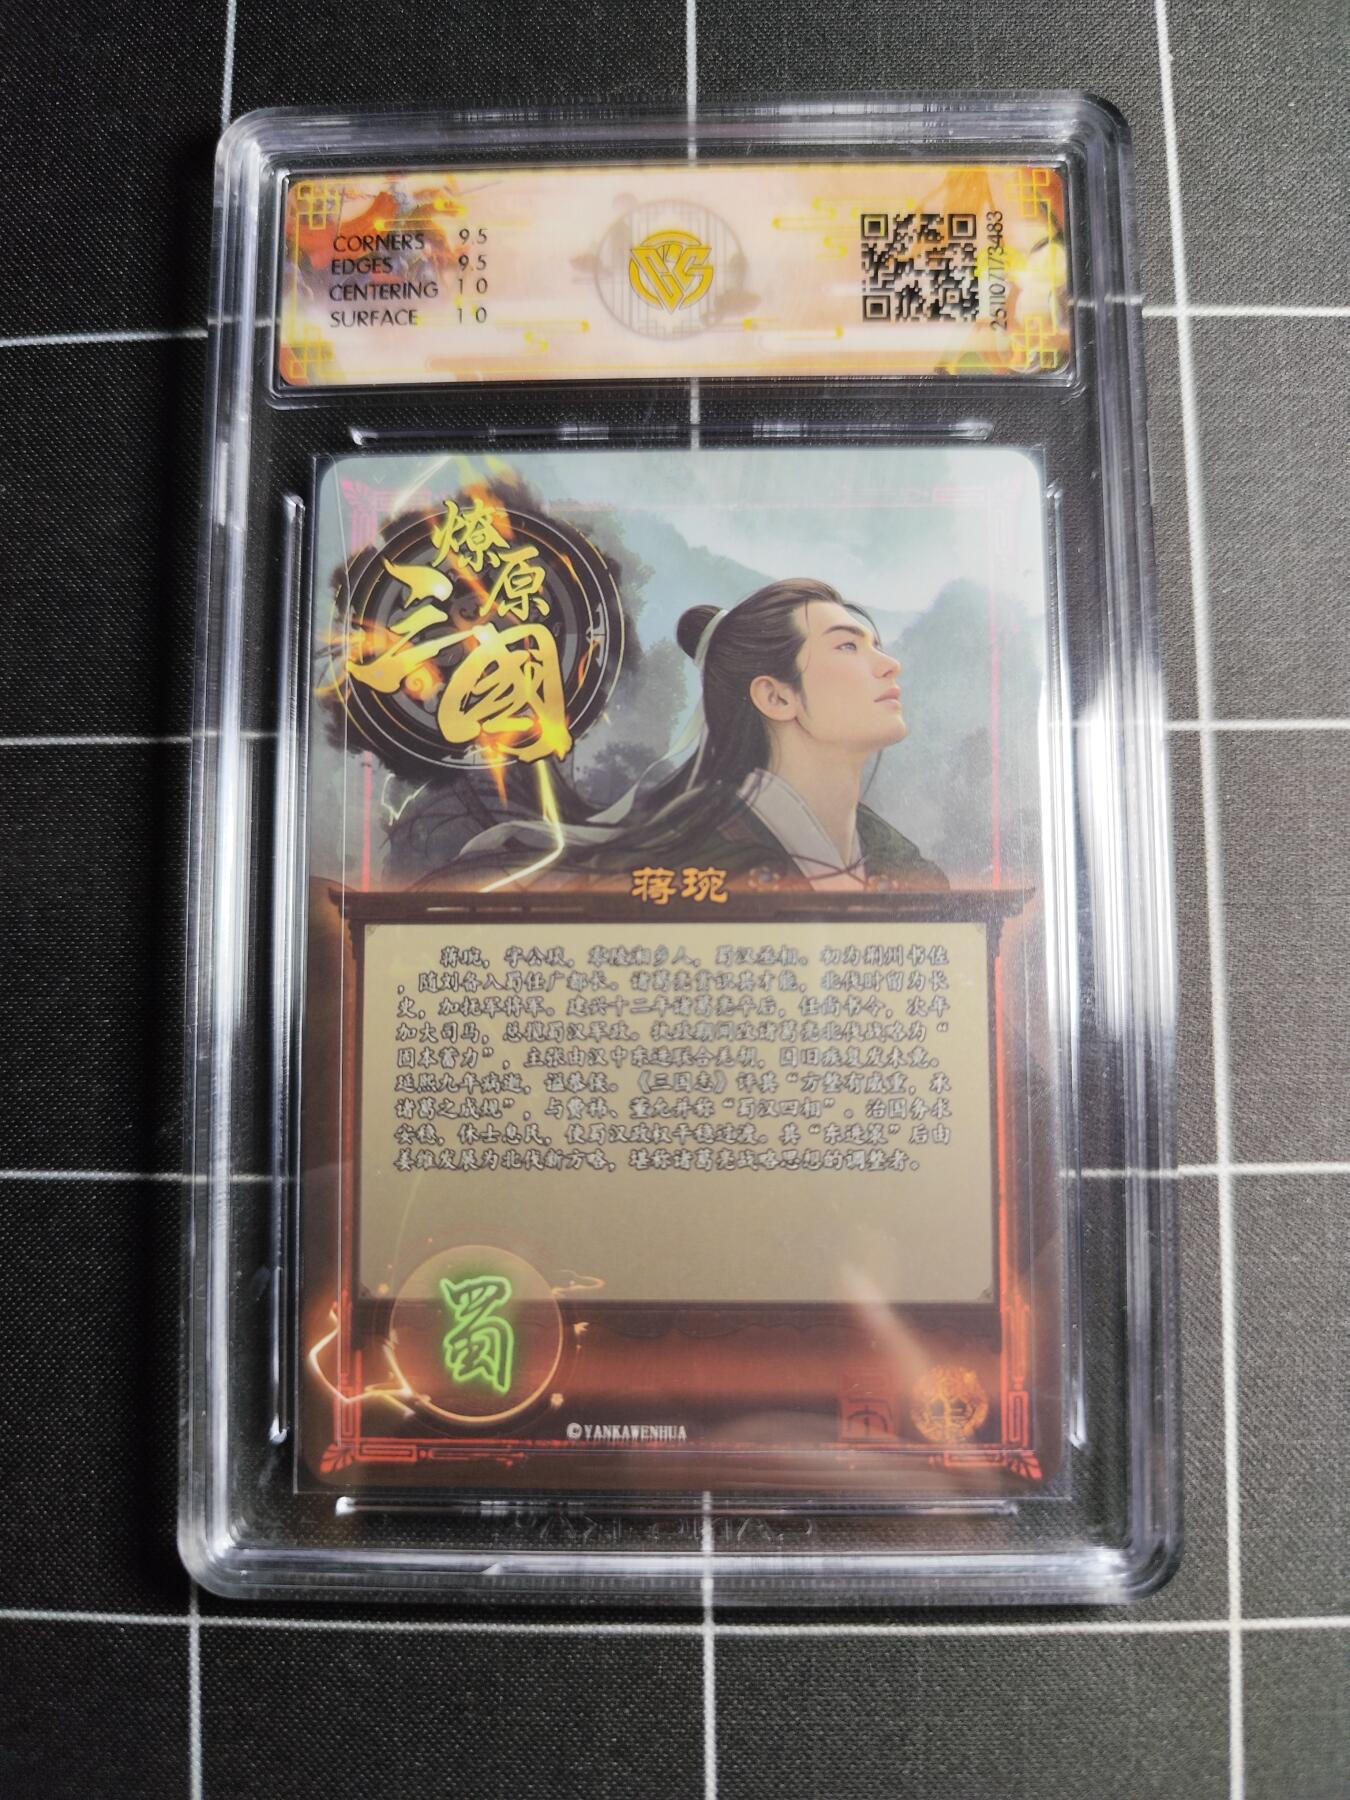 CORNERS 9.5
EDGES 9.5
CENTERING 10
SURFACE 10
CCS
2511071173483
燎原
三國
蒋琬
蒋琬，字公琰，零陵湘乡人，蜀汉丞相。初为荆州书佐
，随刘备入蜀任广都长。诸葛亮赏识其才能，北伐时留为长
史，加抚军将军。建兴十二年诸葛亮卒后，任尚书令，次年
加大司马，总揽蜀汉军政。执政期间改诸葛亮北伐战略为“
固本蓄力”，主张由汉中东进联合羌胡，因旧疾复发未竟。
延熙九年病逝，谥恭侯。《三国志》评其“方整有威重，承
诸葛之成规”，与费祎、董允并称“蜀汉四相”。治国务求
安稳，休士息民，使蜀汉政权平稳过渡。其“东进策”后由
姜维发展为北伐新方略，堪称诸葛亮战略思想的调整者。
蜀
©YANKAWENHUA